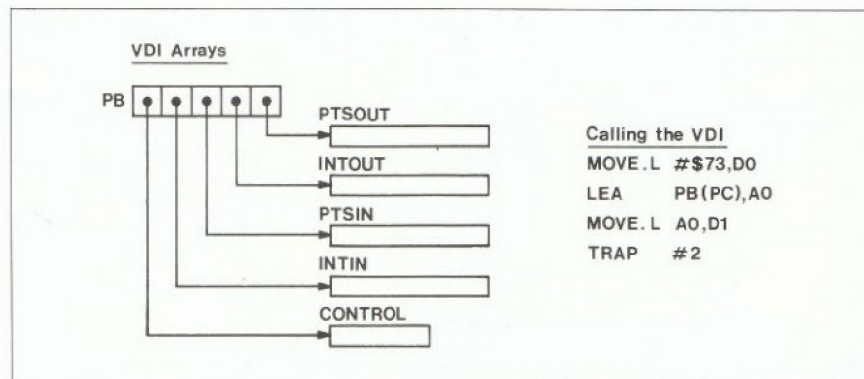 VDI Arrays
PB
PTSOUT
INTOUT
PTSIN
INTIN
CONTROL
Calling the VDI
MOVE.L #$73,D0
LEA PB(PC),A0
MOVE.L A0,D1
TRAP #2